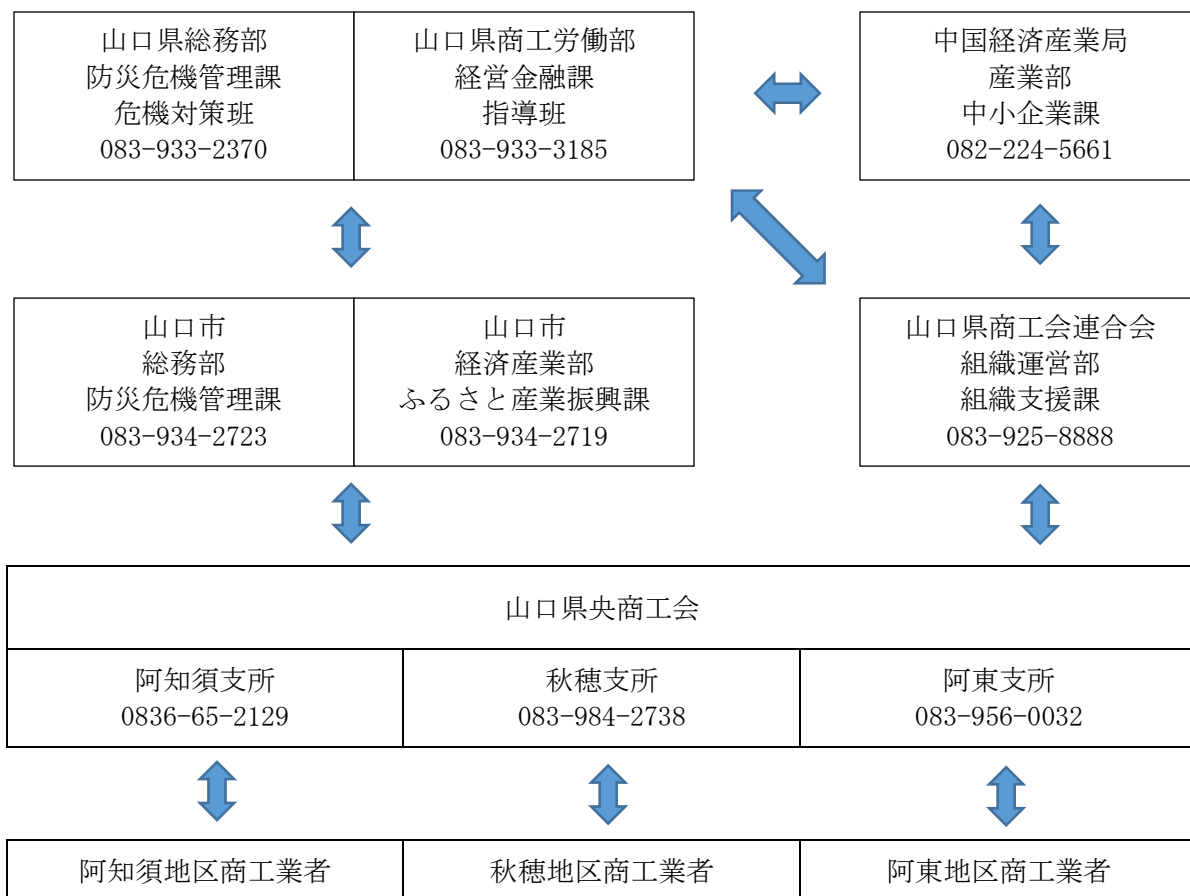 山口県総務部
防災危機管理課
危機対策班
083-933-2370
山口県商工労働部
経営金融課
指導班
083-933-3185
中国経済産業局
産業部
中小企業課
082-224-5661
山口市
総務部
防災危機管理課
083-934-2723
山口市
経済産業部
ふるさと産業振興課
083-934-2719
山口県商工会連合会
組織運営部
組織支援課
083-925-8888
山口県央商工会
阿知須支所
0836-65-2129
秋穂支所
083-984-2738
阿東支所
083-956-0032
阿知須地区商工業者
秋穂地区商工業者
阿東地区商工業者